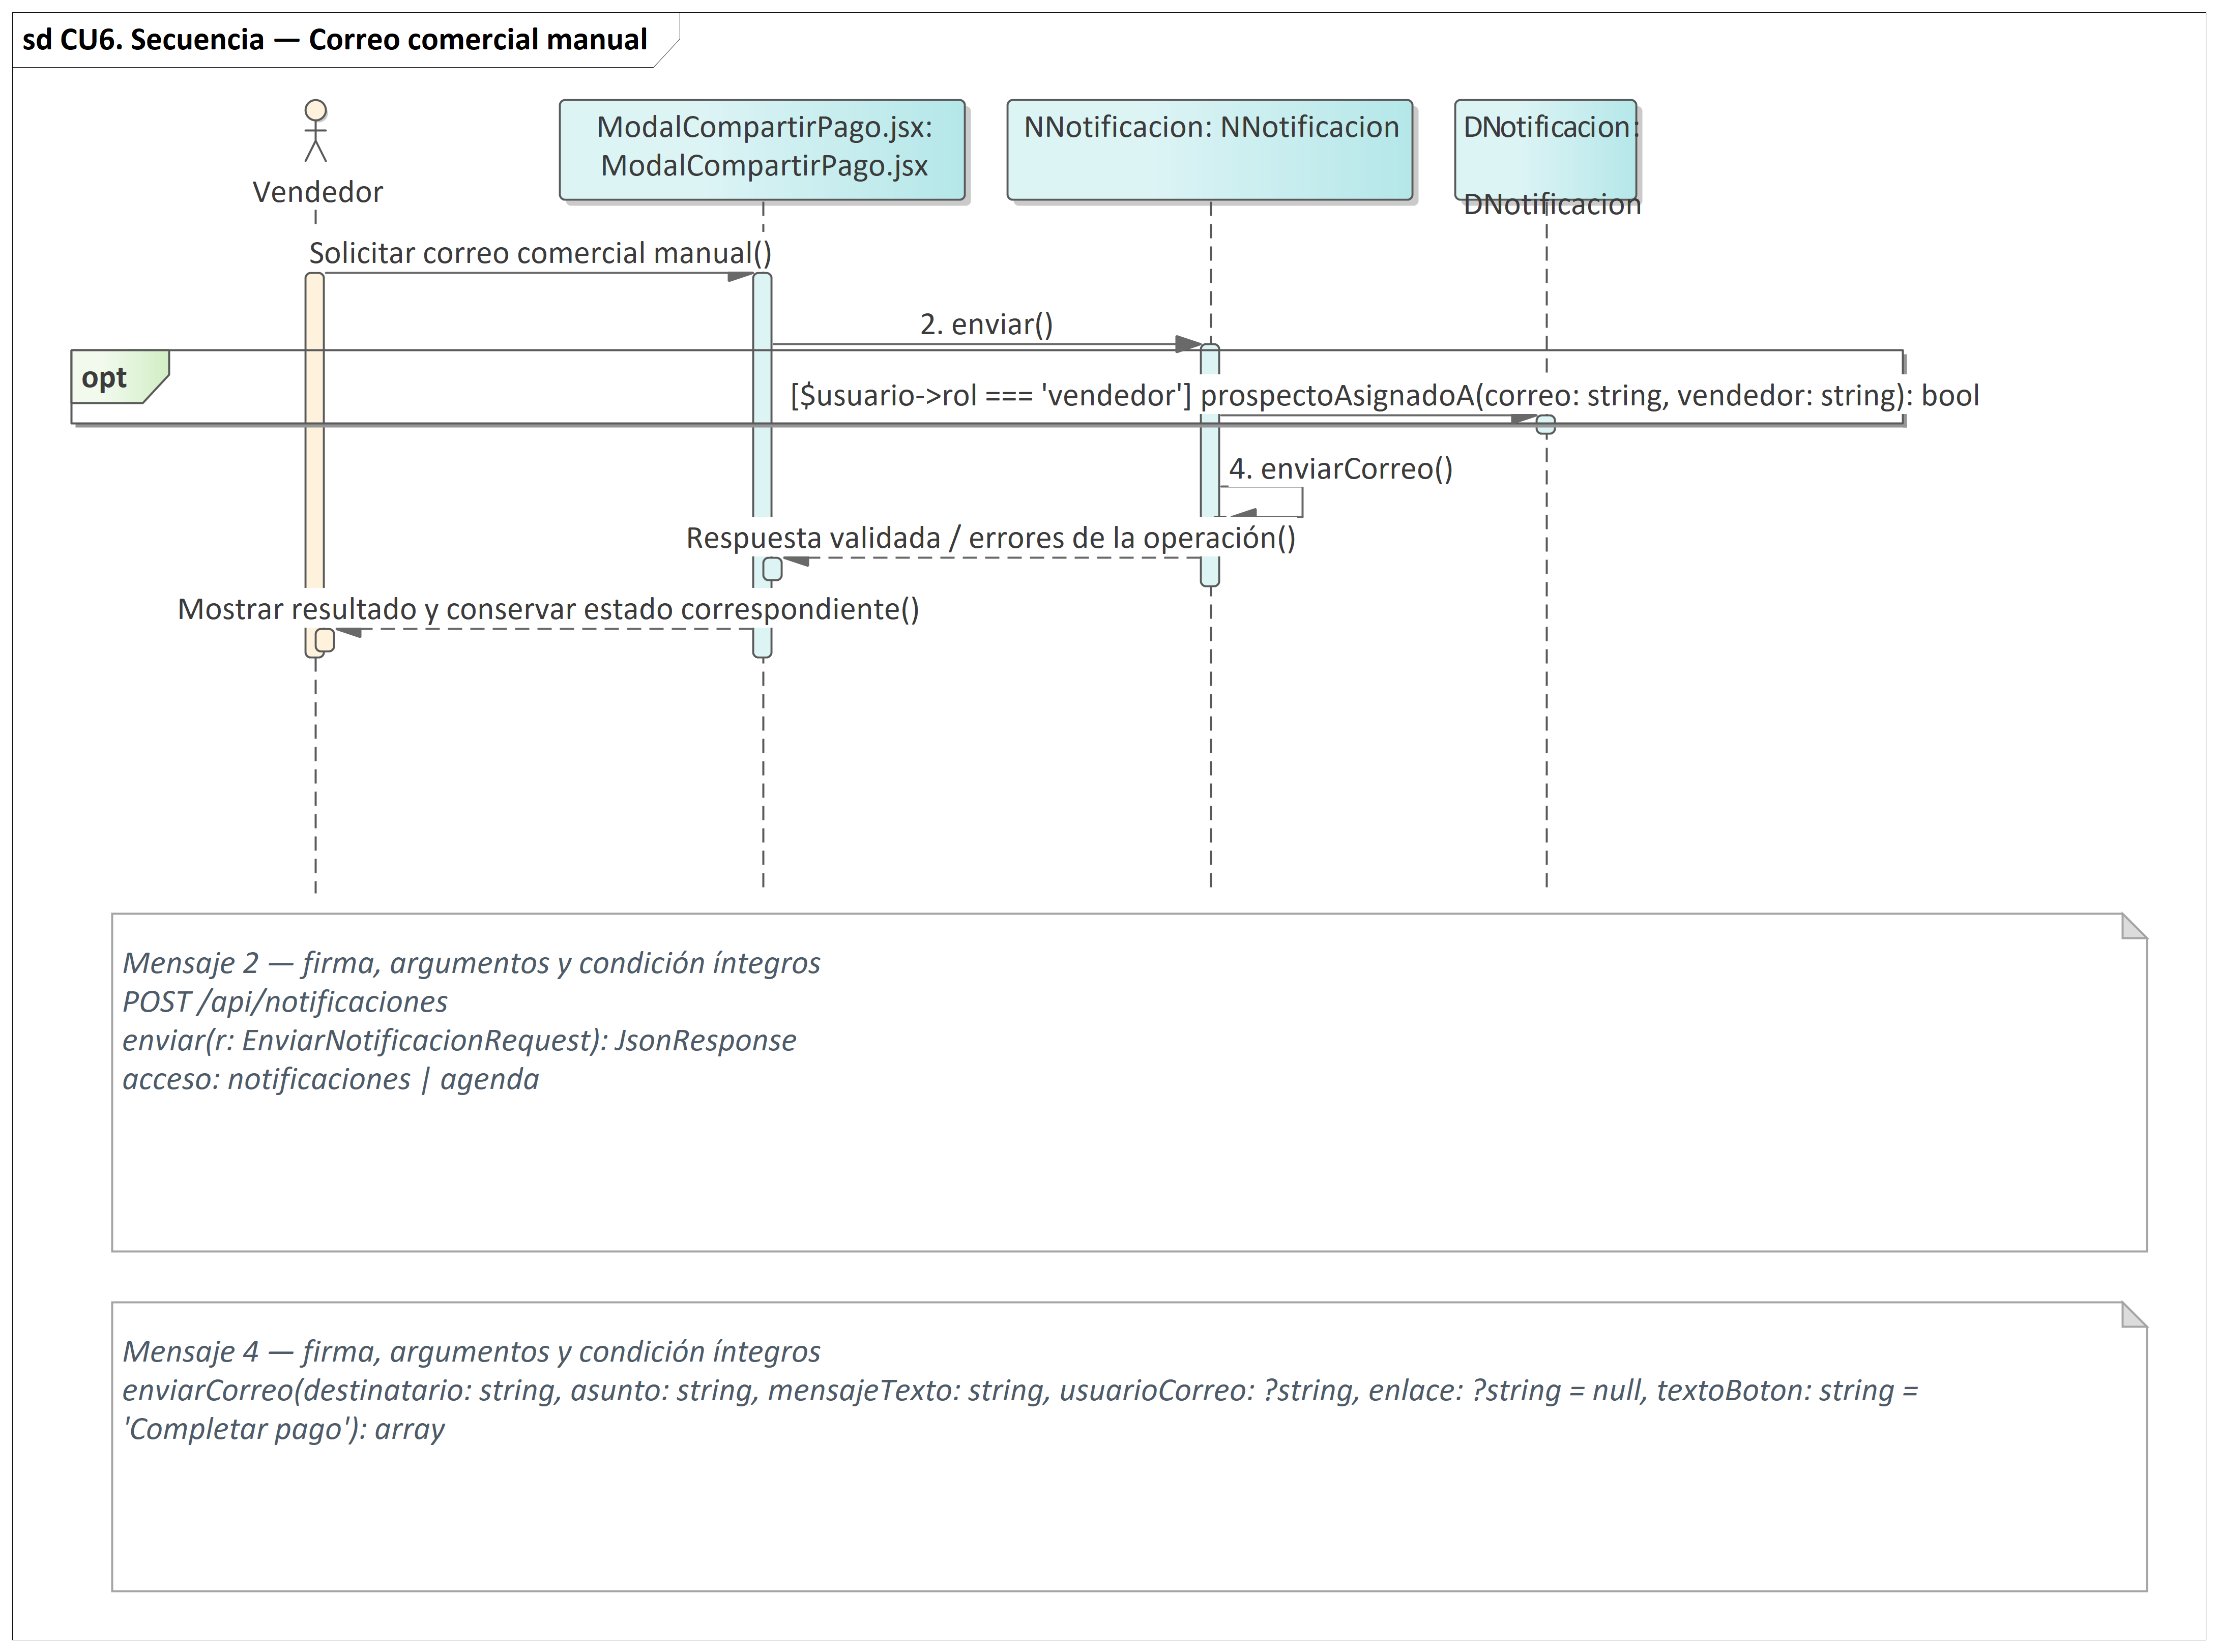 sd CU6. Secuencia — Correo comercial manual
Vendedor
ModalCompartirPago.jsx:
ModalCompartirPago.jsx
NNotificacion: NNotificacion
DNotificacion:
DNotificacion
Solicitar correo comercial manual()
2. enviar()
opt
[$usuario->rol === 'vendedor'] prospectoAsignadoA(correo: string, vendedor: string): bool
4. enviarCorreo()
Respuesta validada / errores de la operación()
Mostrar resultado y conservar estado correspondiente()
Mensaje 2 — firma, argumentos y condición íntegros
POST /api/notificaciones
enviar(r: EnviarNotificacionRequest): JsonResponse
acceso: notificaciones | agenda
Mensaje 4 — firma, argumentos y condición íntegros
enviarCorreo(destinatario: string, asunto: string, mensajeTexto: string, usuarioCorreo: ?string, enlace: ?string = null, textoBoton: string =
'Completar pago'): array